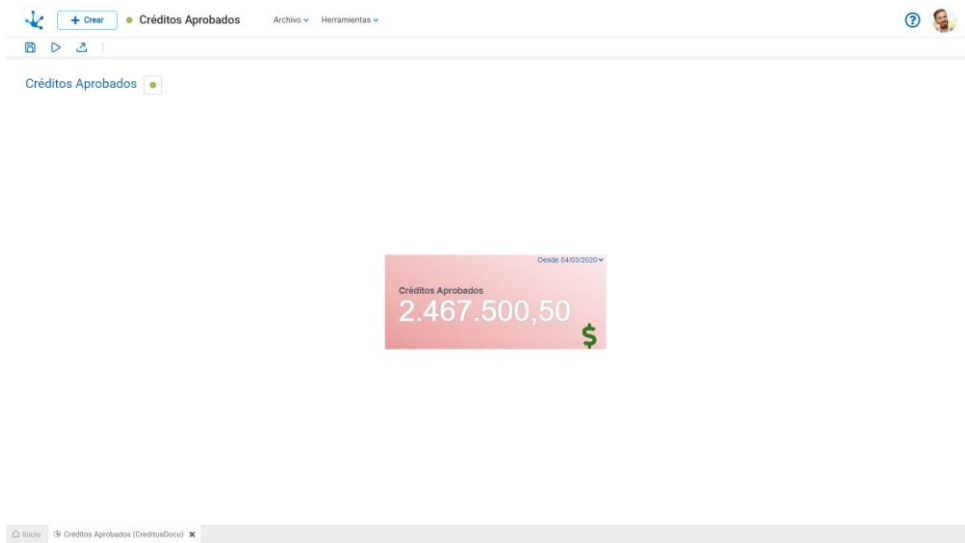 + Crear
Créditos Aprobados
Archivo
Herramientas
Créditos Aprobados
Desde 04/03/2020
Créditos Aprobados
2.467.500,50
$
Inicio
Créditos Aprobados (CreditosDocu)